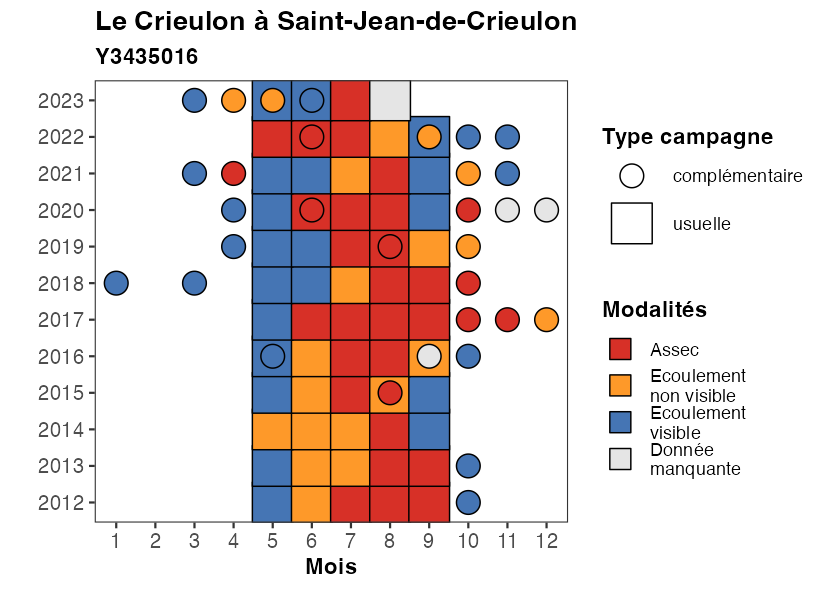 Le Crieulon à Saint-Jean-de-Crieulon
Y3435016
2023
2022
2021
2020
2019
2018
2017
2016
2015
2014
2013
2012
1 2 3 4 5 6 7 8 9 10 11 12
Mois
Type campagne
complémentaire
usuelle
Modalités
Assec
Ecoulement
non visible
Ecoulement
visible
Donnée
manquante